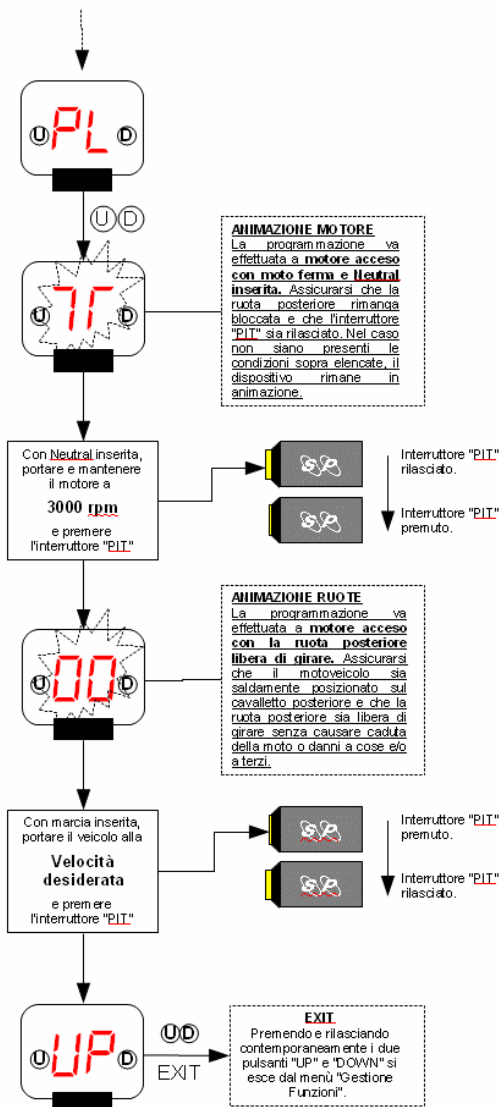 U PL D
U D
ANIMAZIONE MOTORE
La programmazione va
effettuata a motore acceso
con moto ferma e Neutral
inserita. Assicurarsi che la
ruota posteriore rimanga
bloccata e che l'interruttore
"PIT" sia rilasciato. Nel caso
non siano presenti le
condizioni sopra elencate, il
dispositivo rimane in
animazione.
U D
Con Neutral inserita,
portare e mantenere
il motore a
3000 rpm
e premere
l'interruttore "PIT"
GP
Interruttore "PIT"
rilasciato.
GP
Interruttore "PIT"
premuto.
ANIMAZIONE RUOTE
La programmazione va
effettuata a motore acceso
con la ruota posteriore
libera di girare. Assicurarsi
che il motoveicolo sia
saldamente posizionato sul
cavalletto posteriore e che la
ruota posteriore sia libera di
girare senza causare caduta
della moto o danni a cose e/o
a terzi.
U 00 D
Con marcia inserita,
portare il veicolo alla
Velocità
desiderata
e premere
l'interruttore "PIT"
GP
Interruttore "PIT"
premuto.
GP
Interruttore "PIT"
rilasciato.
U UP D
U D
EXIT
EXIT
Premendo e rilasciando
contemporaneamente i due
pulsanti "UP" e "DOWN" si
esce dal menù "Gestione
Funzioni".